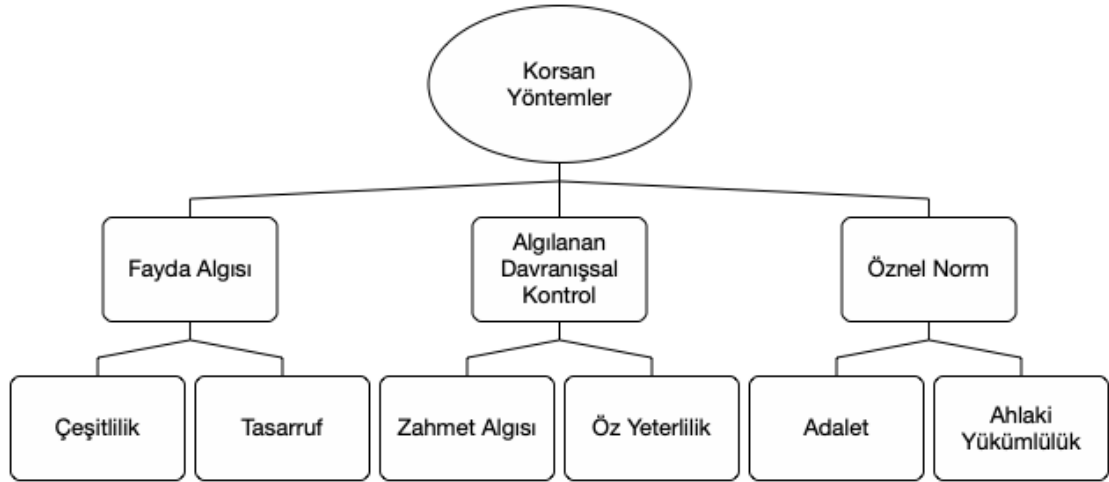 Korsan
Yöntemler
Fayda Algısı
Algılanan
Davranışsal
Kontrol
Öznel Norm
Çeşitlilik
Tasarruf
Zahmet Algısı
Öz Yeterlilik
Adalet
Ahlaki
Yükümlülük